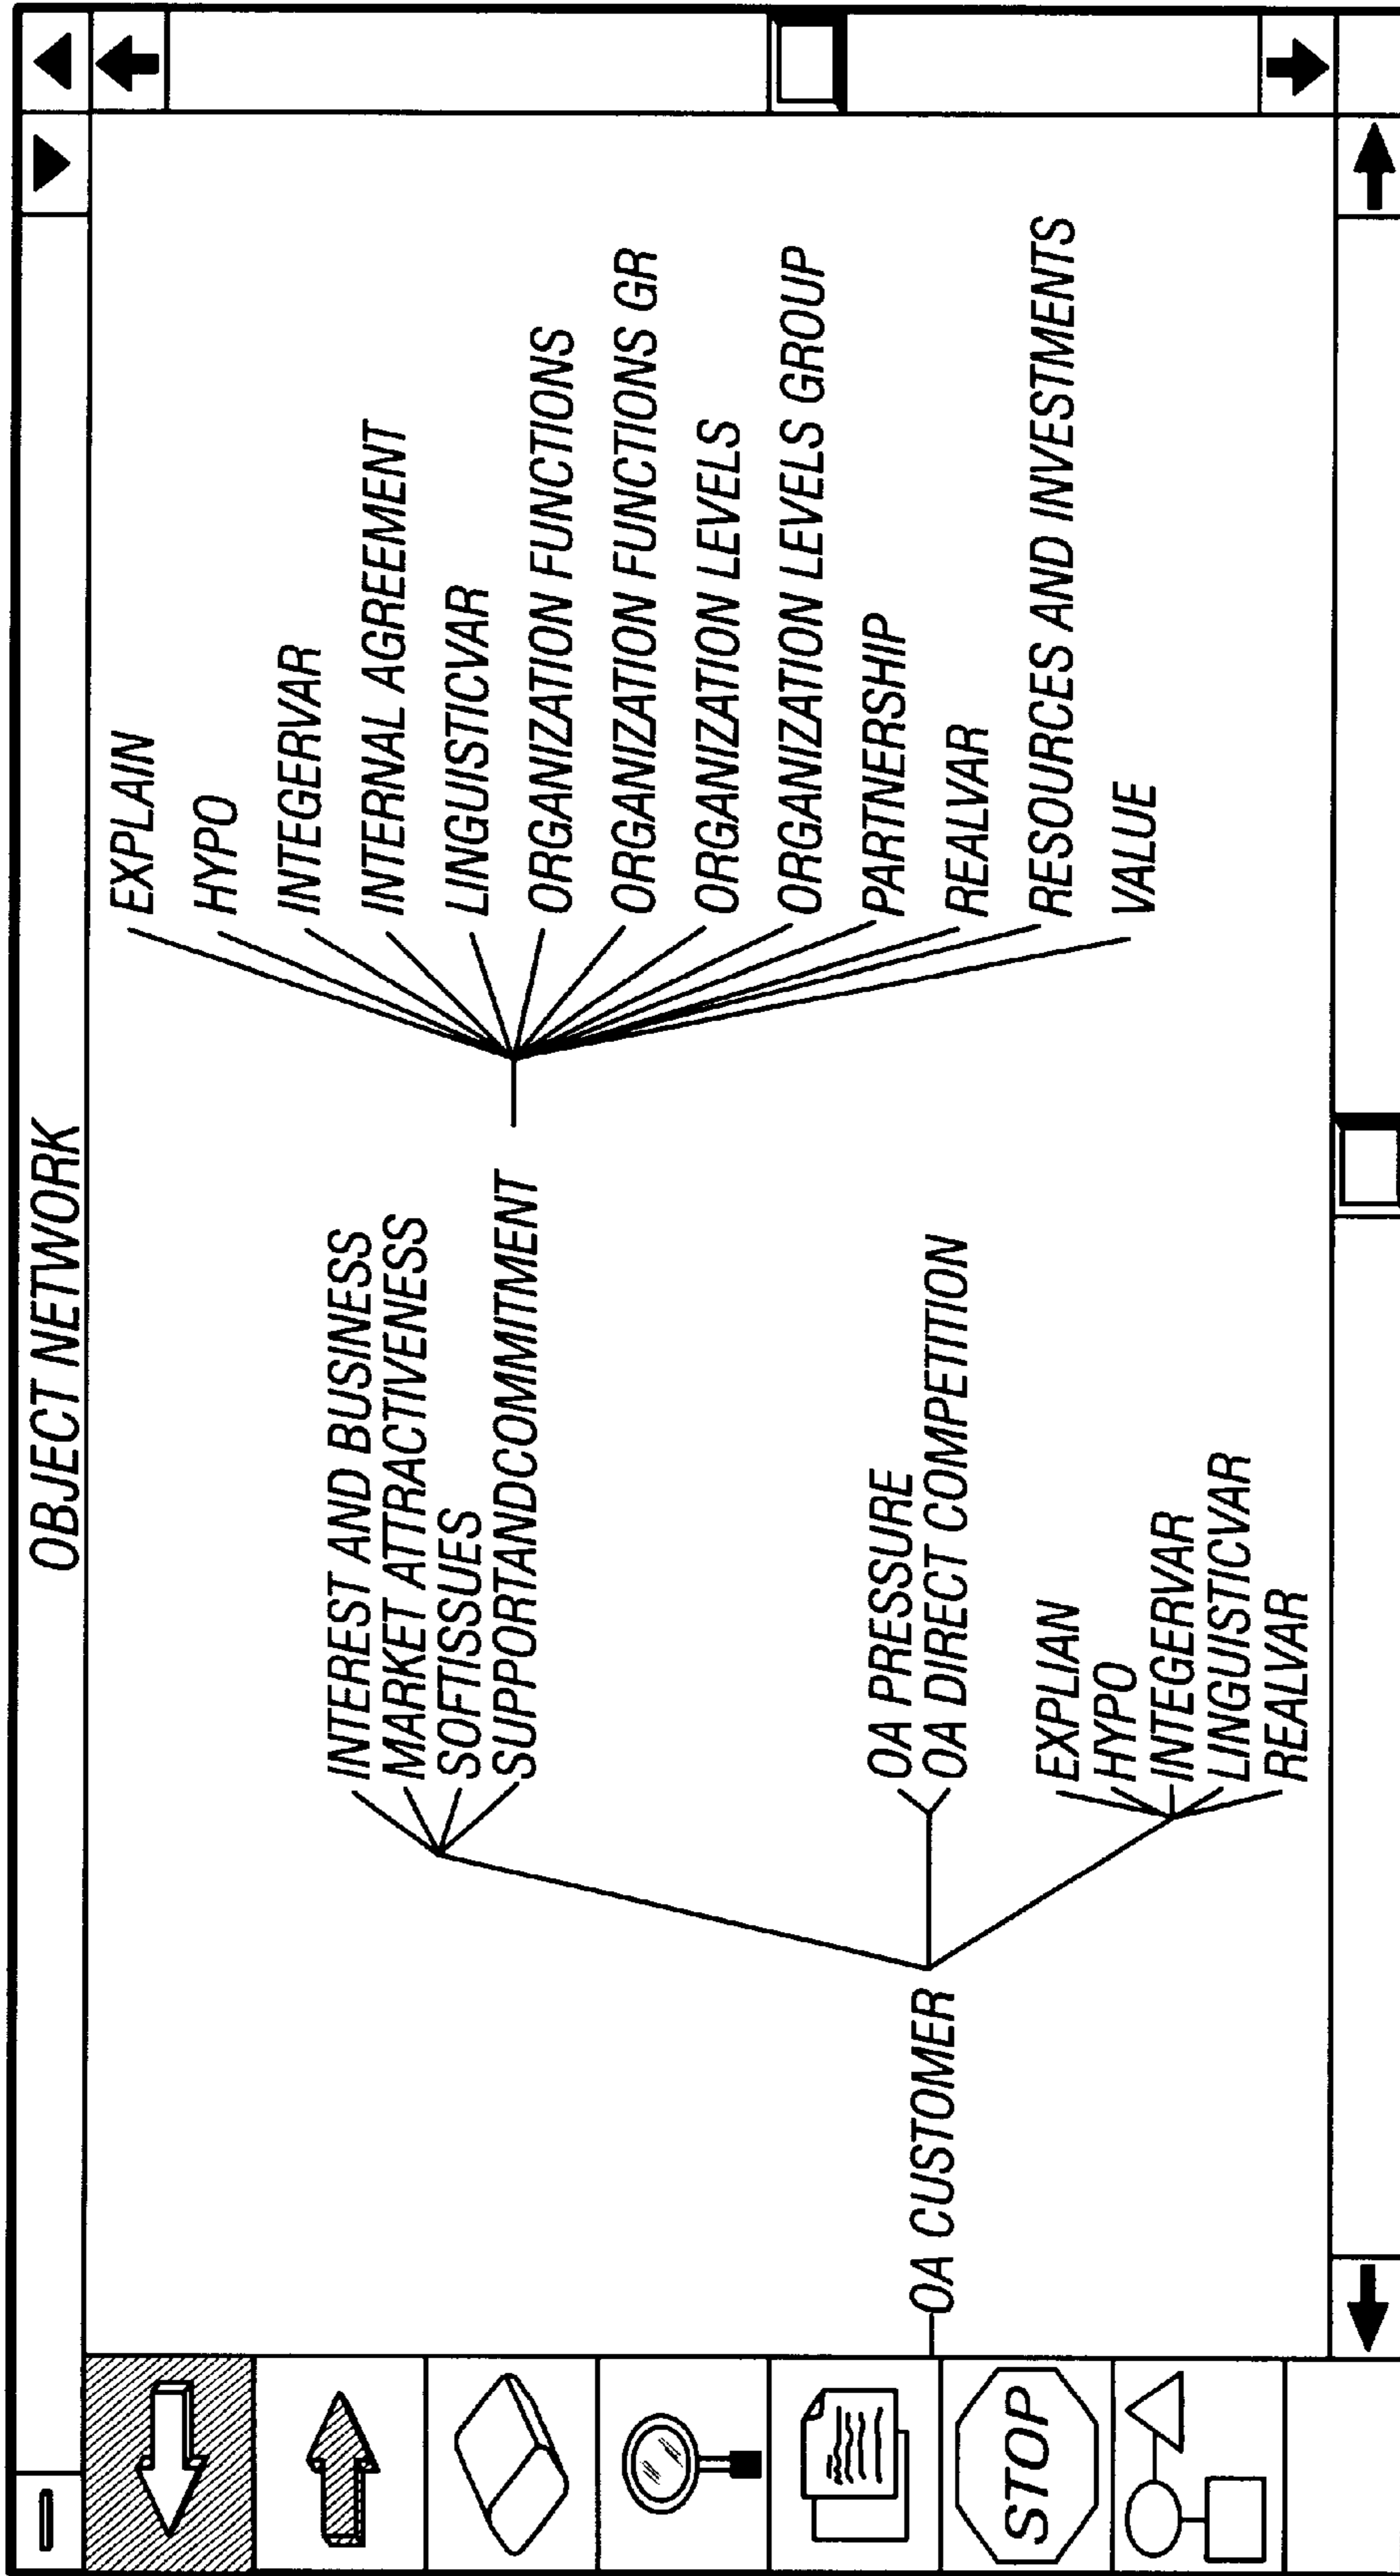 OBJECT NETWORK
INTEREST AND BUSINESS
MARKET ATTRACTIVENESS
SOFTISSUES
SUPPORTANDCOMMITMENT
EXPLAIN
HYPO
INTEGERVAR
INTERNAL AGREEMENT
LINGUISTICVAR
ORGANIZATION FUNCTIONS
ORGANIZATION FUNCTIONS GR
ORGANIZATION LEVELS
ORGANIZATION LEVELS GROUP
PARTNERSHIP
REALVAR
RESOURCES AND INVESTMENTS
VALUE
OA CUSTOMER
OA PRESSURE
OA DIRECT COMPETITION
EXPLIAN
HYPO
INTEGERVAR
LINGUISTICVAR
REALVAR
STOP